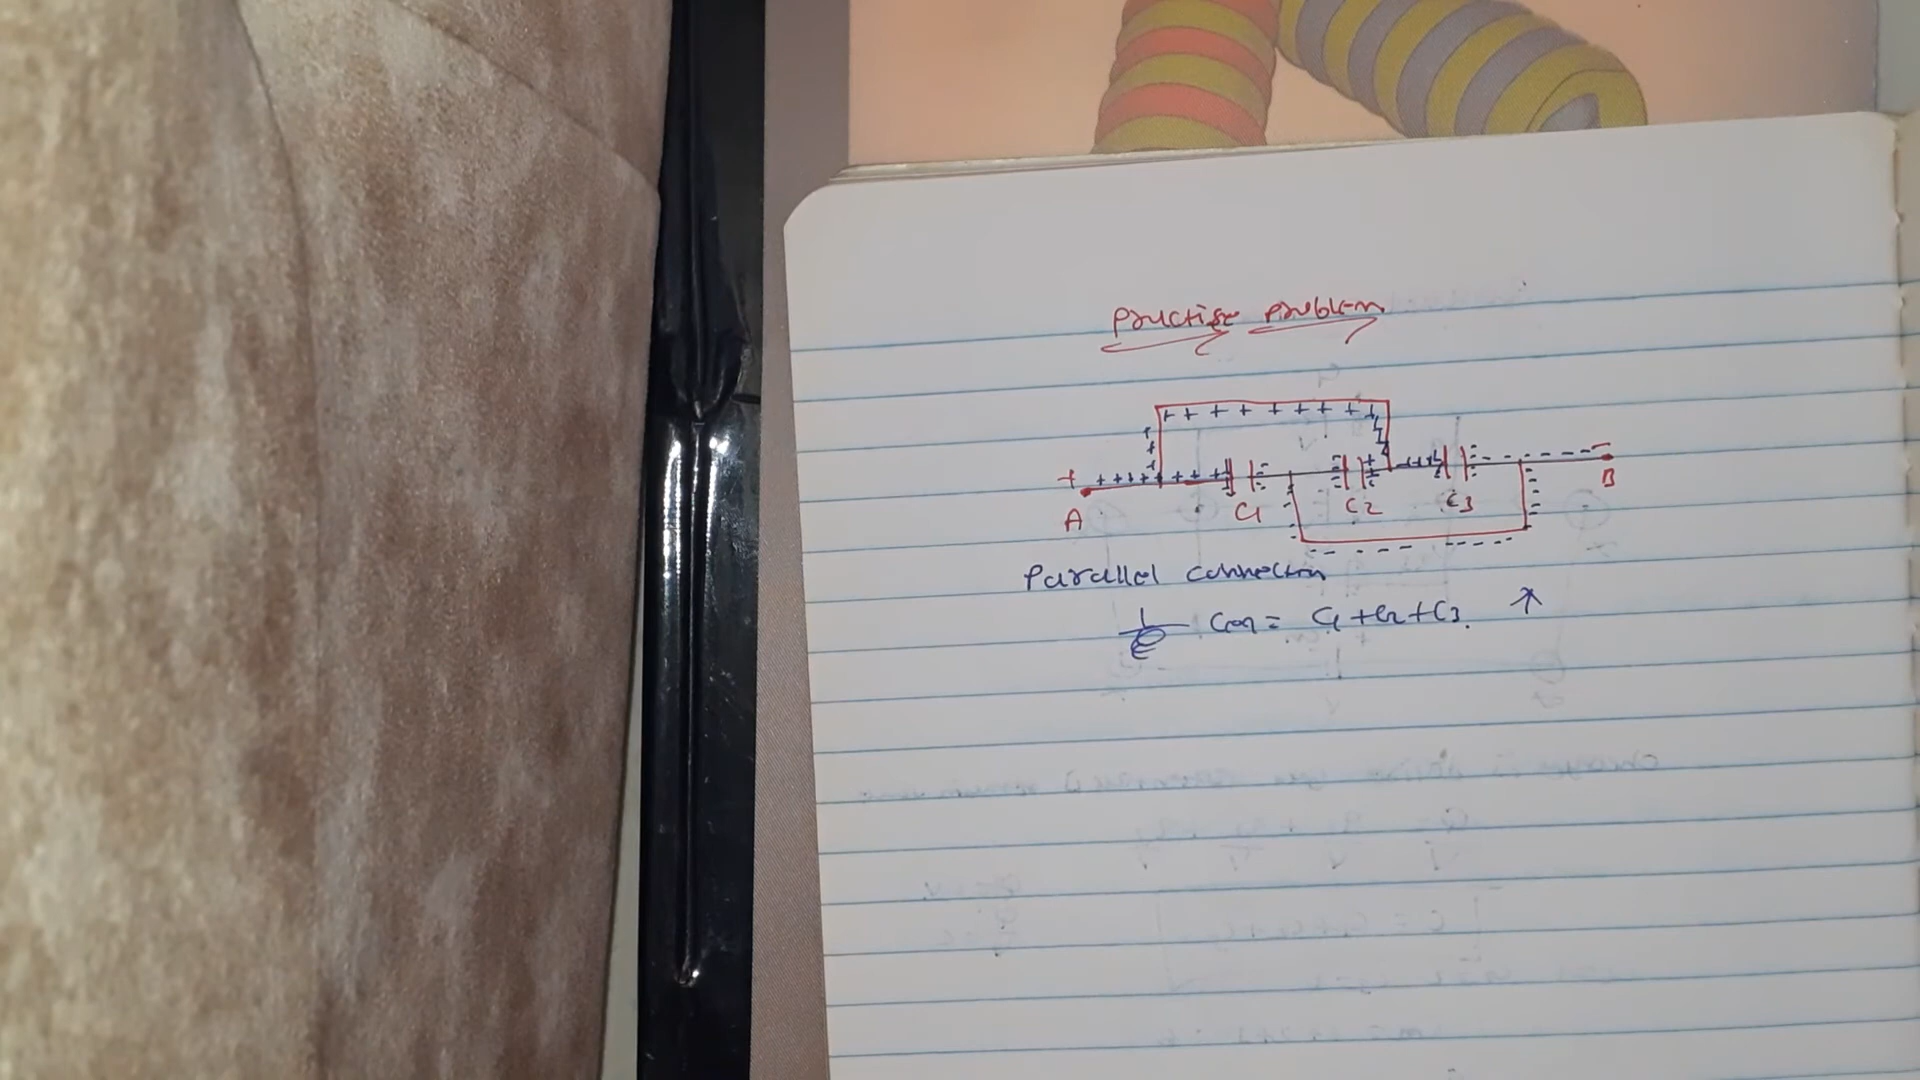 Practise Problem
+ + + + + + + + +
+ + + + + + + + + + - - - - - -
A C1 C2 C3 B
- - - - - - - - -
Parallel connection
Ceq = C1 + C2 + C3.